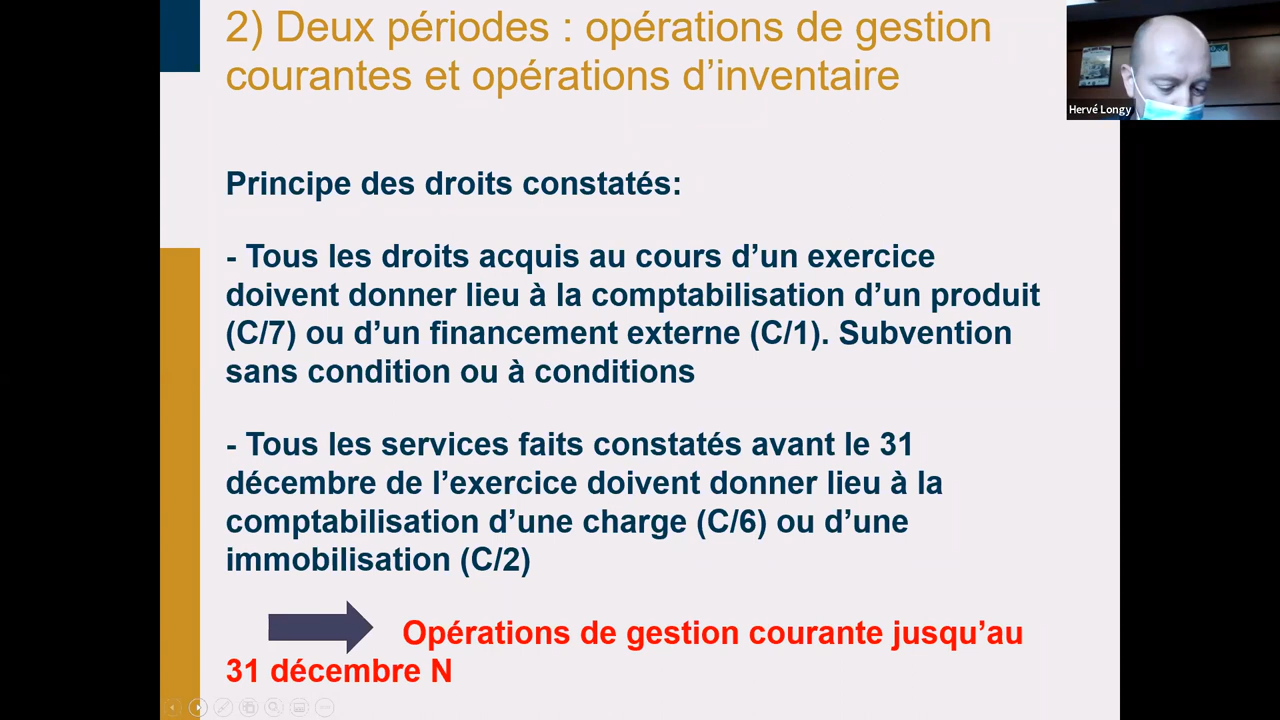 2) Deux périodes : opérations de gestion
courantes et opérations d’inventaire
Hervé Longy
Principe des droits constatés:
- Tous les droits acquis au cours d’un exercice
doivent donner lieu à la comptabilisation d’un produit
(C/7) ou d’un financement externe (C/1). Subvention
sans condition ou à conditions
- Tous les services faits constatés avant le 31
décembre de l’exercice doivent donner lieu à la
comptabilisation d’une charge (C/6) ou d’une
immobilisation (C/2)
Opérations de gestion courante jusqu’au
31 décembre N